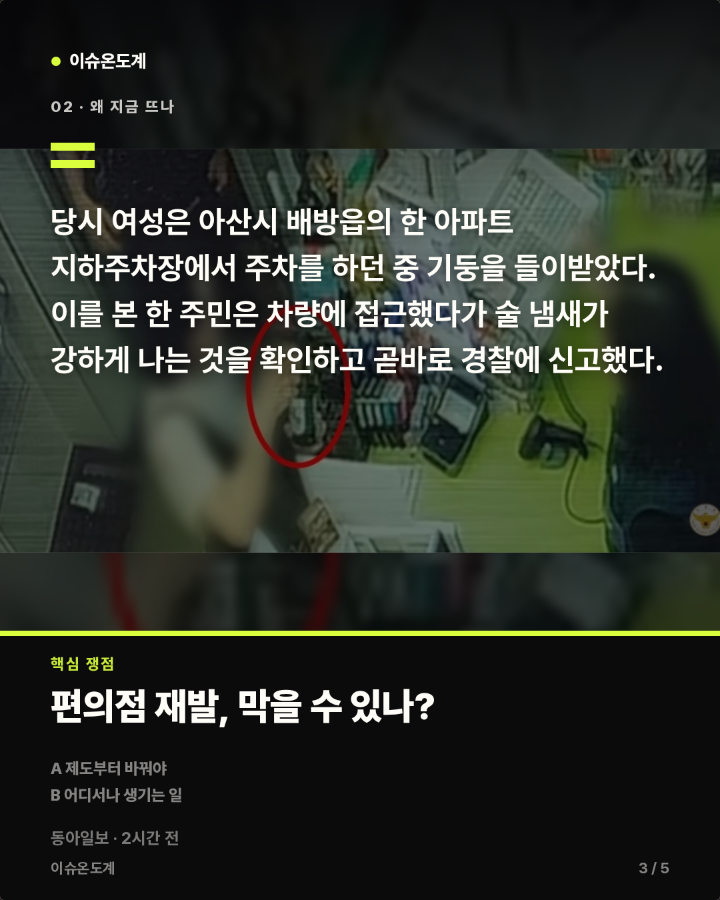 이슈온도계
02 · 왜 지금 뜨나
당시 여성은 아산시 배방읍의 한 아파트
지하주차장에서 주차를 하던 중 기둥을 들이받았다.
이를 본 한 주민은 차량에 접근했다가 술 냄새가
강하게 나는 것을 확인하고 곧바로 경찰에 신고했다.
핵심 쟁점
편의점 재발, 막을 수 있나?
A 제도부터 바꿔야
B 어디서나 생기는 일
동아일보 · 2시간 전
이슈온도계
3 / 5